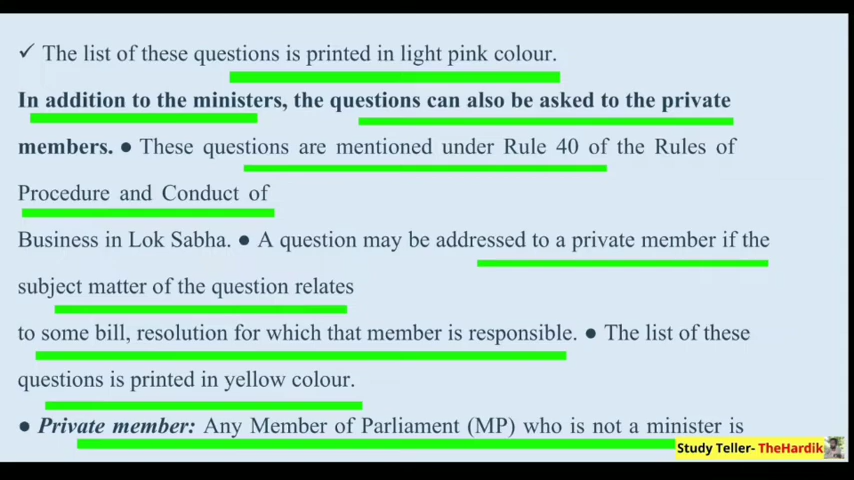 ✓ The list of these questions is printed in light pink colour.
In addition to the ministers, the questions can also be asked to the private
members. ● These questions are mentioned under Rule 40 of the Rules of
Procedure and Conduct of
Business in Lok Sabha. ● A question may be addressed to a private member if the
subject matter of the question relates
to some bill, resolution for which that member is responsible. ● The list of these
questions is printed in yellow colour.
● Private member: Any Member of Parliament (MP) who is not a minister is
Study Teller- TheHardik